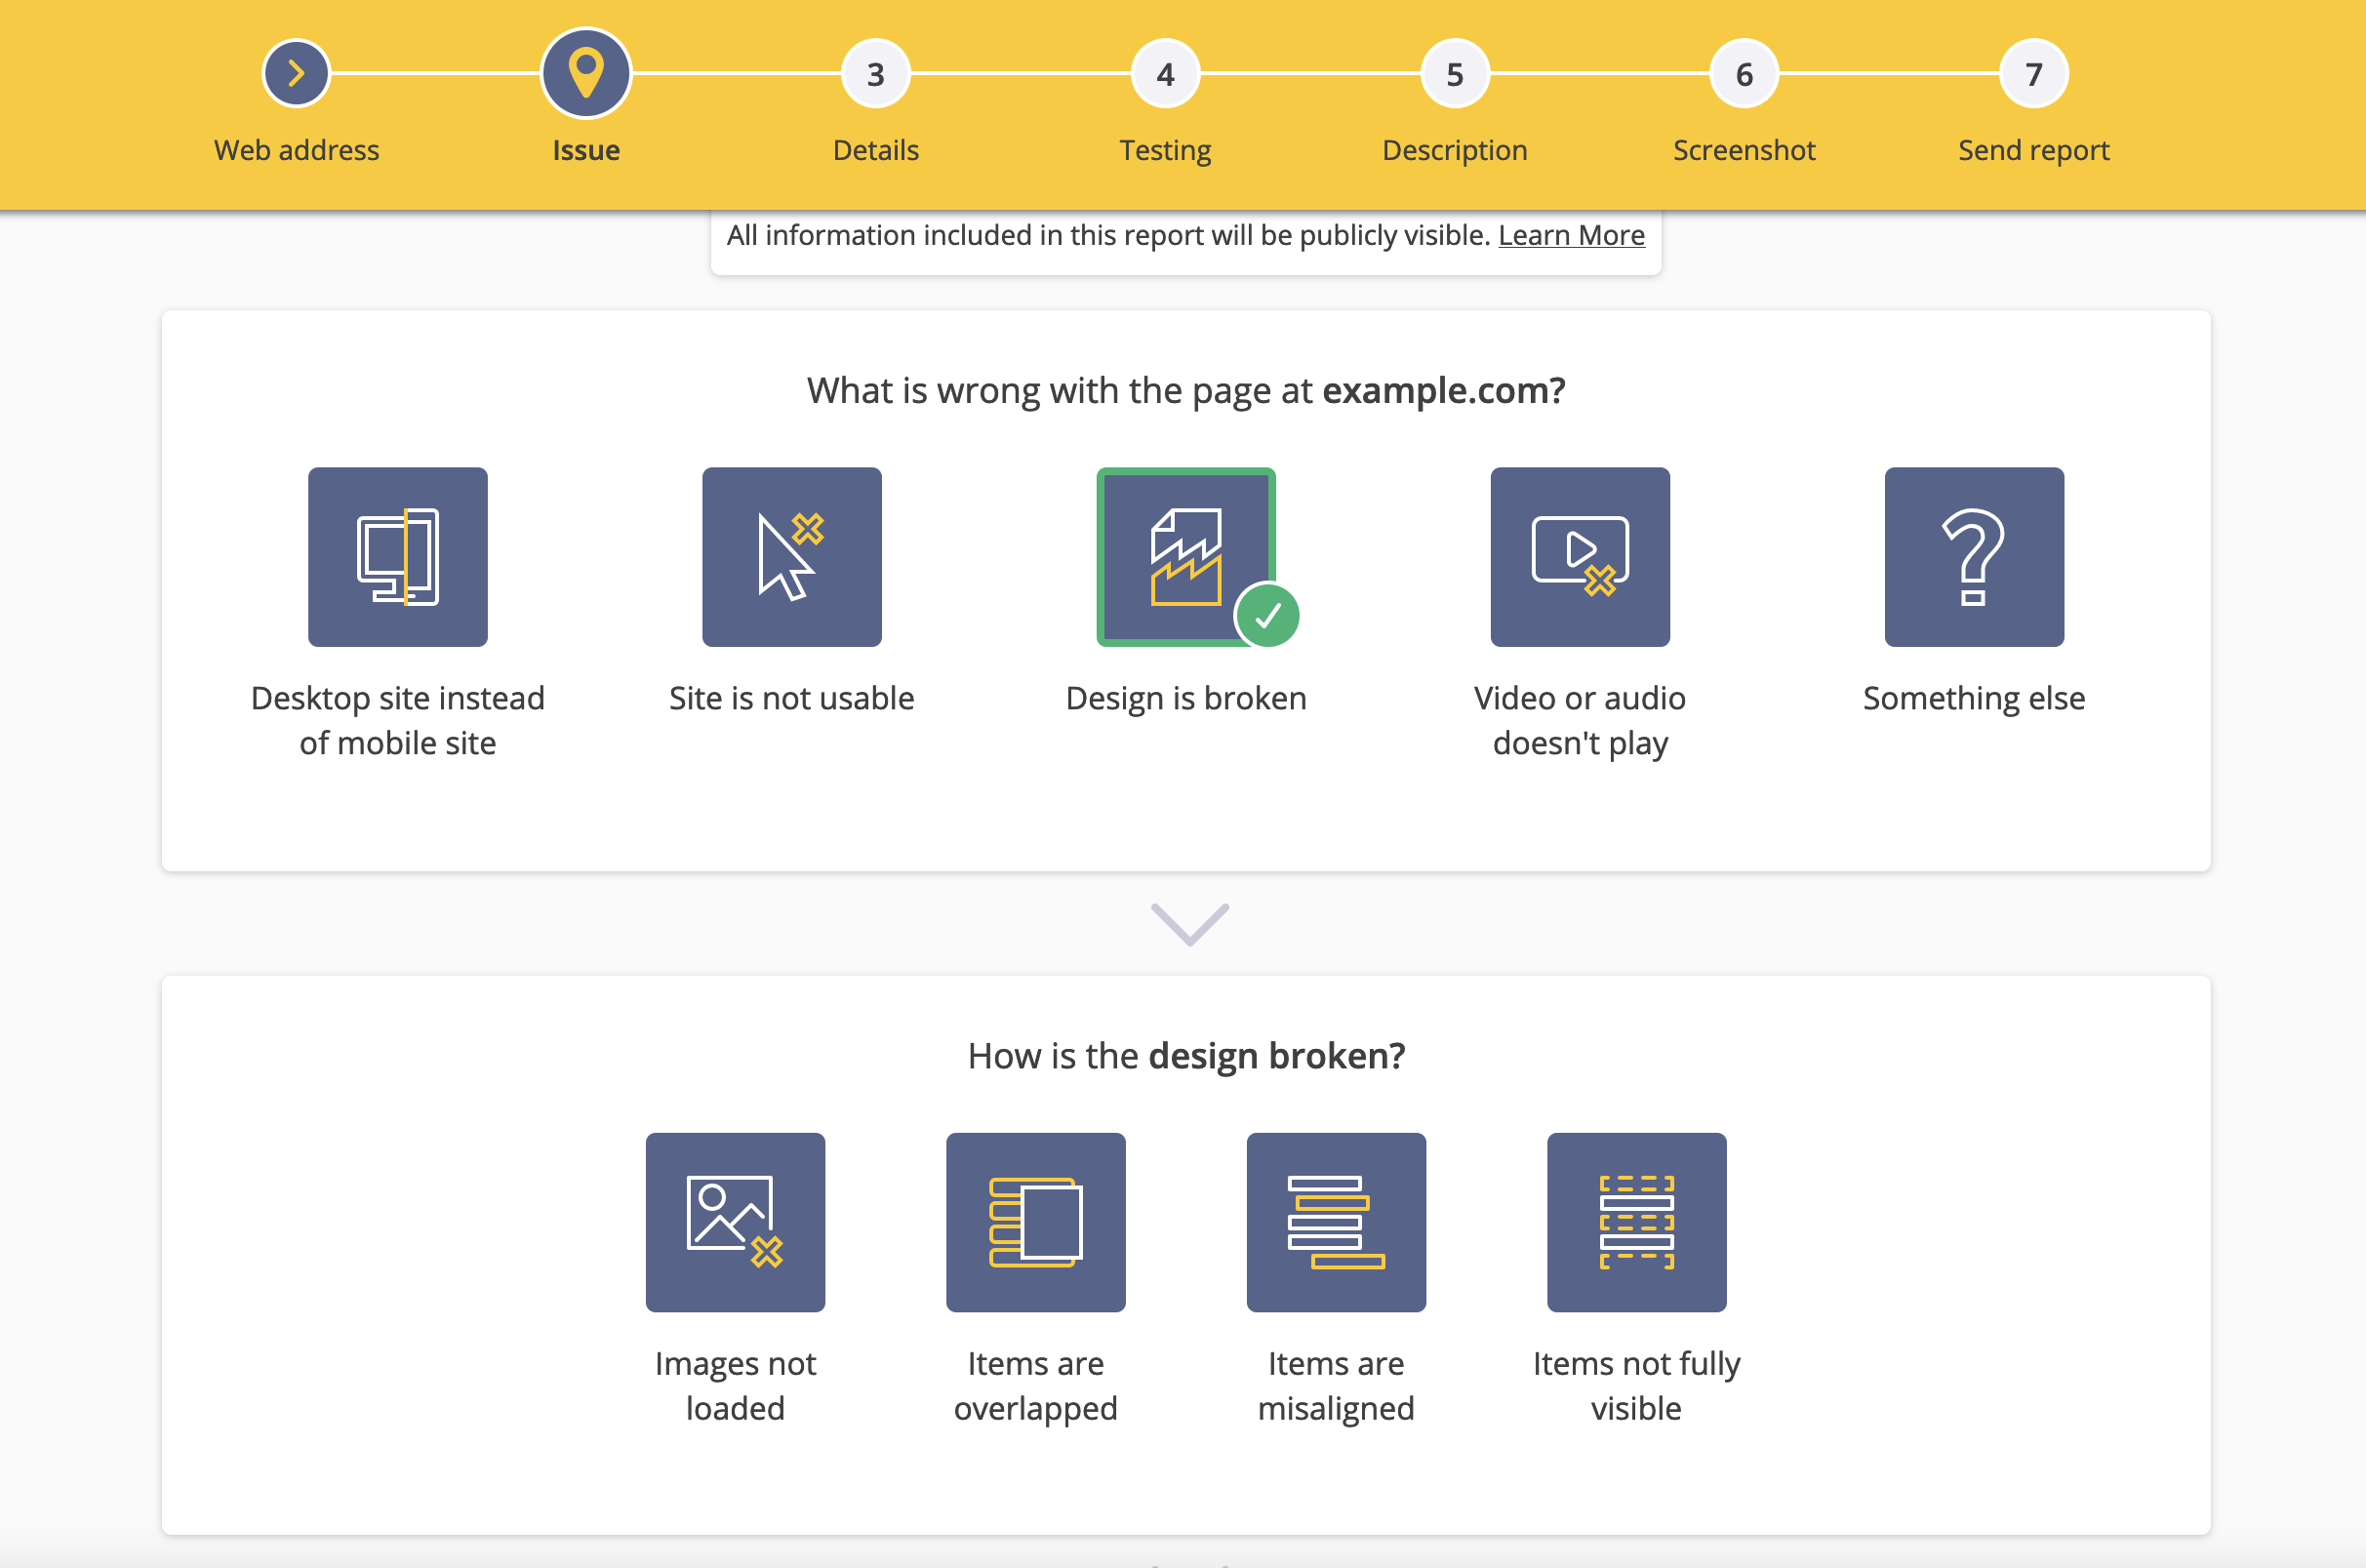 3
4
5
6
7
Web address
Issue
Details
Testing
Description
Screenshot
Send report
All information included in this report will be publicly visible. Learn More
What is wrong with the page at example.com?
Desktop site instead
of mobile site
Site is not usable
Design is broken
Video or audio
doesn't play
Something else
How is the design broken?
Images not
loaded
Items are
overlapped
Items are
misaligned
Items not fully
visible